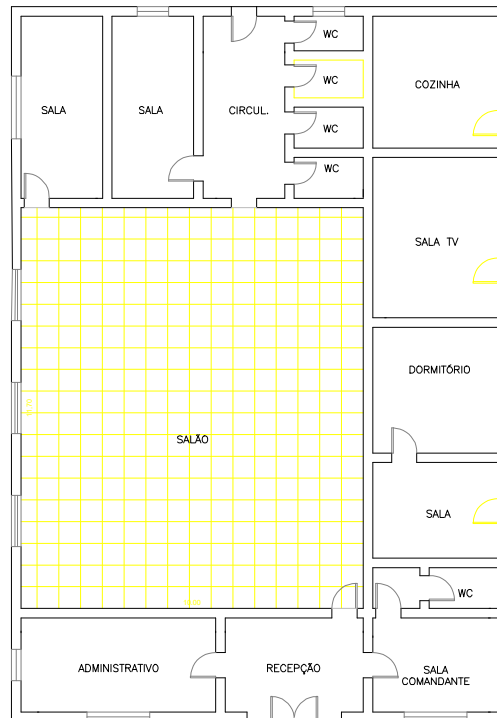 WC
WC
COZINHA
SALA
SALA
CIRCUL.
WC
WC
SALA TV
DORMITÓRIO
SALÃO
SALA
WC
ADMINISTRATIVO
RECEPÇÃO
SALA
COMANDANTE